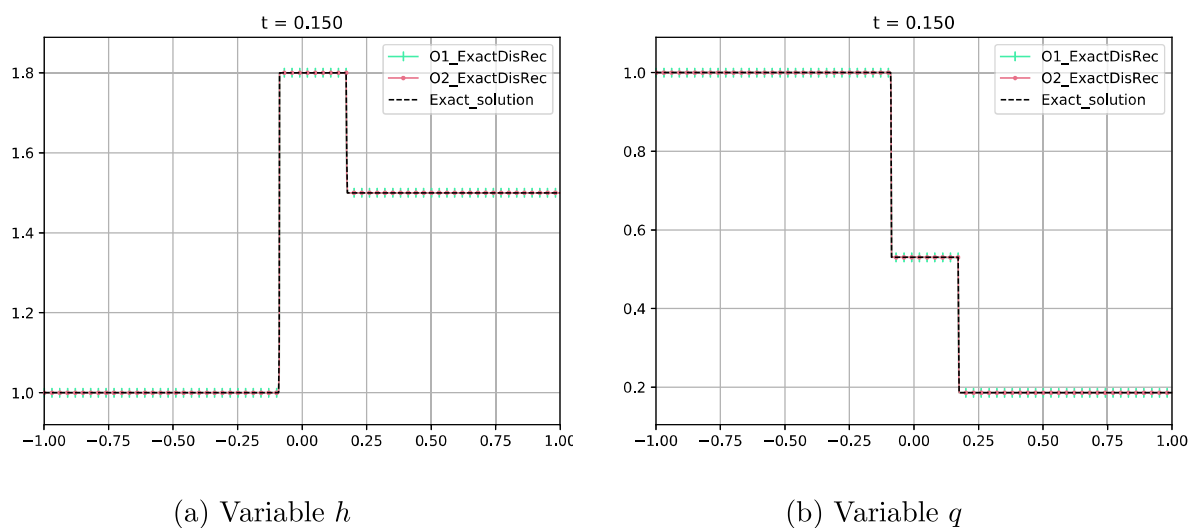 t = 0.150
O1_ExactDisRec
O2_ExactDisRec
Exact_solution
1.8
1.6
1.4
1.2
1.0
−1.00 −0.75 −0.50 −0.25 0.00 0.25 0.50 0.75 1.00
(a) Variable h
t = 0.150
O1_ExactDisRec
O2_ExactDisRec
Exact_solution
1.0
0.8
0.6
0.4
0.2
−1.00 −0.75 −0.50 −0.25 0.00 0.25 0.50 0.75 1.00
(b) Variable q